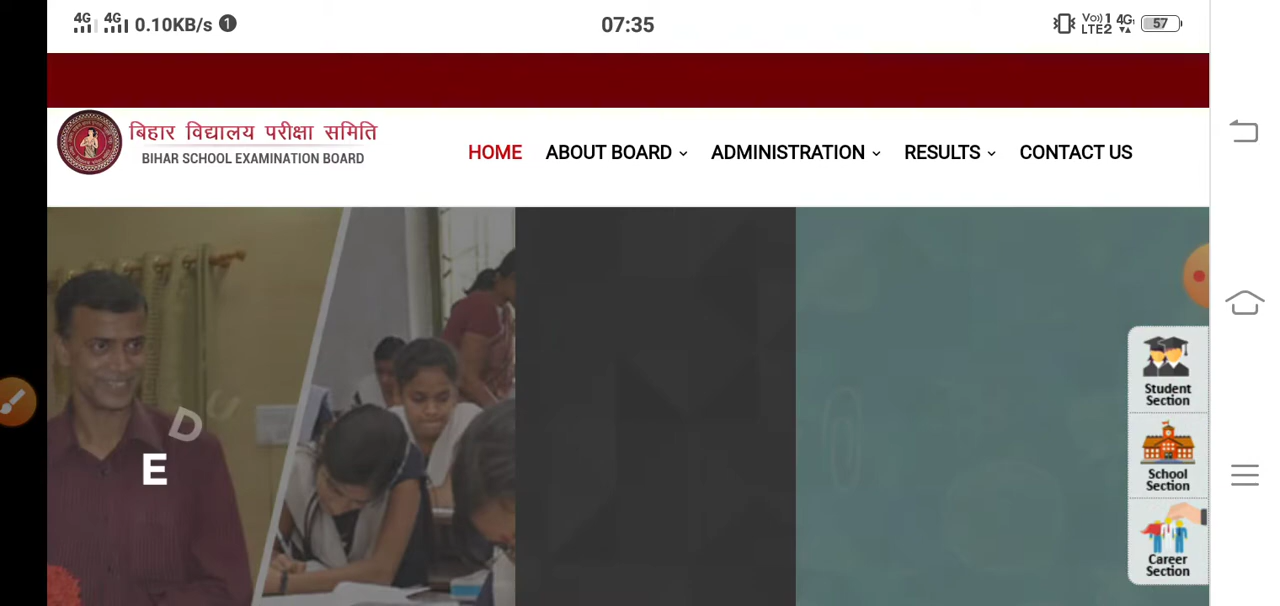 4G 4G 0.10KB/s 1 07:35 Vo)) 1 LTE2 4G 57
बिहार विद्यालय परीक्षा समिति
BIHAR SCHOOL EXAMINATION BOARD
HOME ABOUT BOARD ADMINISTRATION RESULTS CONTACT US
D
E
Student
Section
School
Section
Career
Section